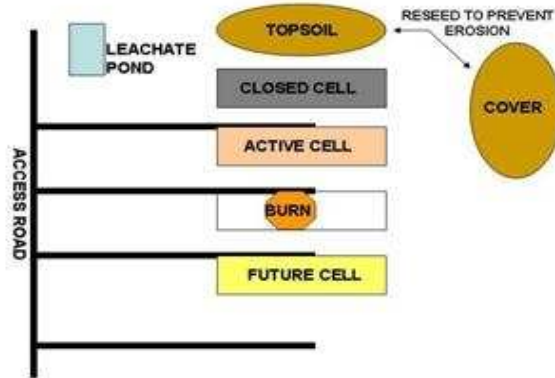 TOPSOIL
RESEED TO PREVENT
EROSION
LEACHATE
POND
CLOSED CELL
COVER
ACTIVE CELL
ACCESS ROAD
BURN
FUTURE CELL